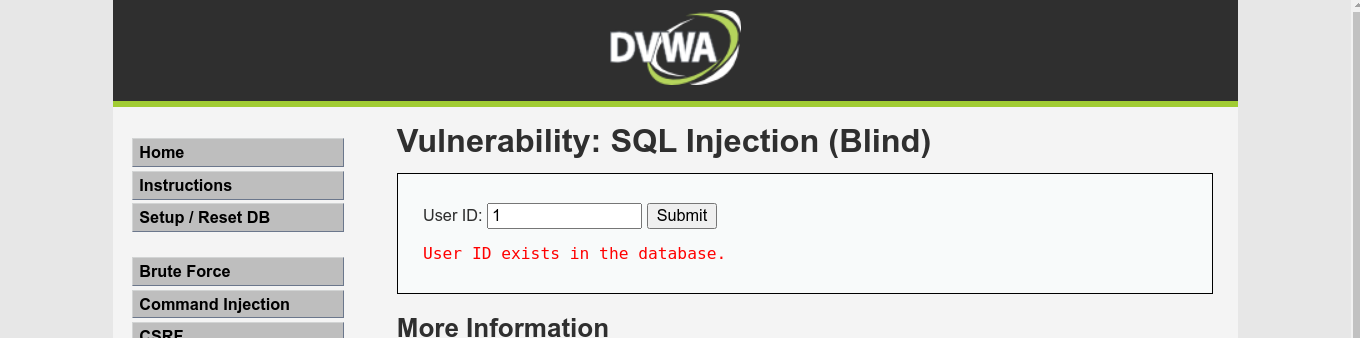 DVWA
Home
Instructions
Setup / Reset DB
Brute Force
Command Injection
CSRF
Vulnerability: SQL Injection (Blind)
User ID: 1 Submit
User ID exists in the database.
More Information